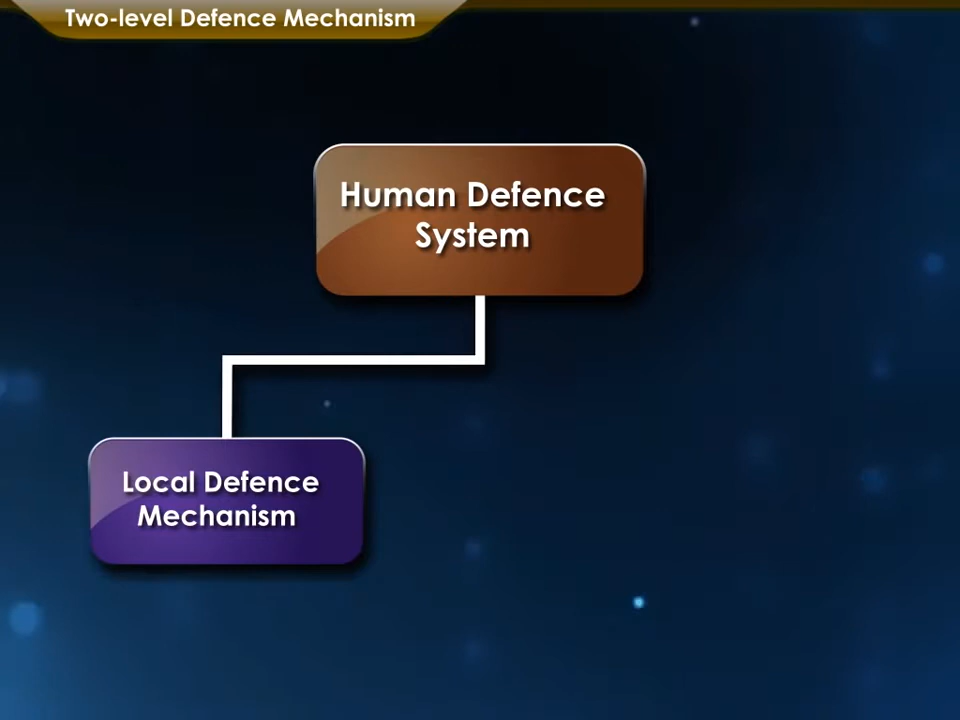 Two-level Defence Mechanism
Human Defence
System
Local Defence
Mechanism